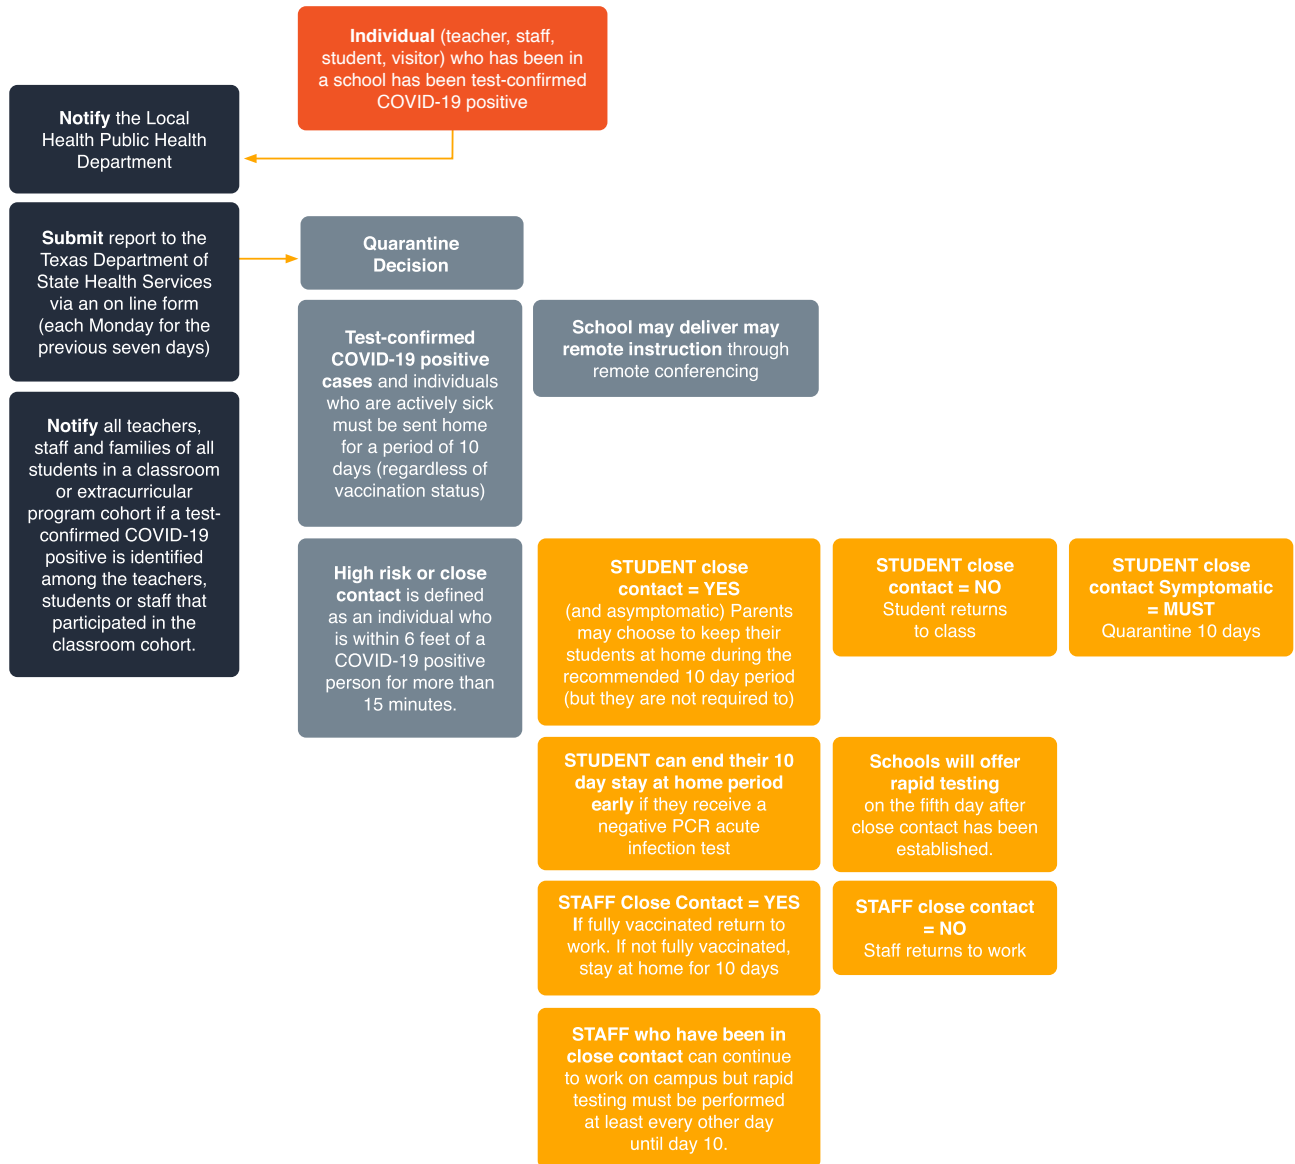 Individual (teacher, staff,
student, visitor) who has been in
a school has been test-confirmed
COVID-19 positive
Notify the Local
Health Public Health
Department
Submit report to the
Texas Department of
State Health Services
via an on line form
(each Monday for the
previous seven days)
Notify all teachers,
staff and families of all
students in a classroom
or extracurricular
program cohort if a test-
confirmed COVID-19
positive is identified
among the teachers,
students or staff that
participated in the
classroom cohort.
Quarantine
Decision
Test-confirmed
COVID-19 positive
cases and individuals
who are actively sick
must be sent home
for a period of 10
days (regardless of
vaccination status)
School may deliver may
remote instruction through
remote conferencing
High risk or close
contact is defined
as an individual who
is within 6 feet of a
COVID-19 positive
person for more than
15 minutes.
STUDENT close
contact = YES
(and asymptomatic) Parents
may choose to keep their
students at home during the
recommended 10 day period
(but they are not required to)
STUDENT close
contact = NO
Student returns
to class
STUDENT close
contact Symptomatic
= MUST
Quarantine 10 days
STUDENT can end their 10
day stay at home period
early if they receive a
negative PCR acute
infection test
Schools will offer
rapid testing
on the fifth day after
close contact has been
established.
STAFF Close Contact = YES
If fully vaccinated return to
work. If not fully vaccinated,
stay at home for 10 days
STAFF close contact
= NO
Staff returns to work
STAFF who have been in
close contact can continue
to work on campus but rapid
testing must be performed
at least every other day
until day 10.